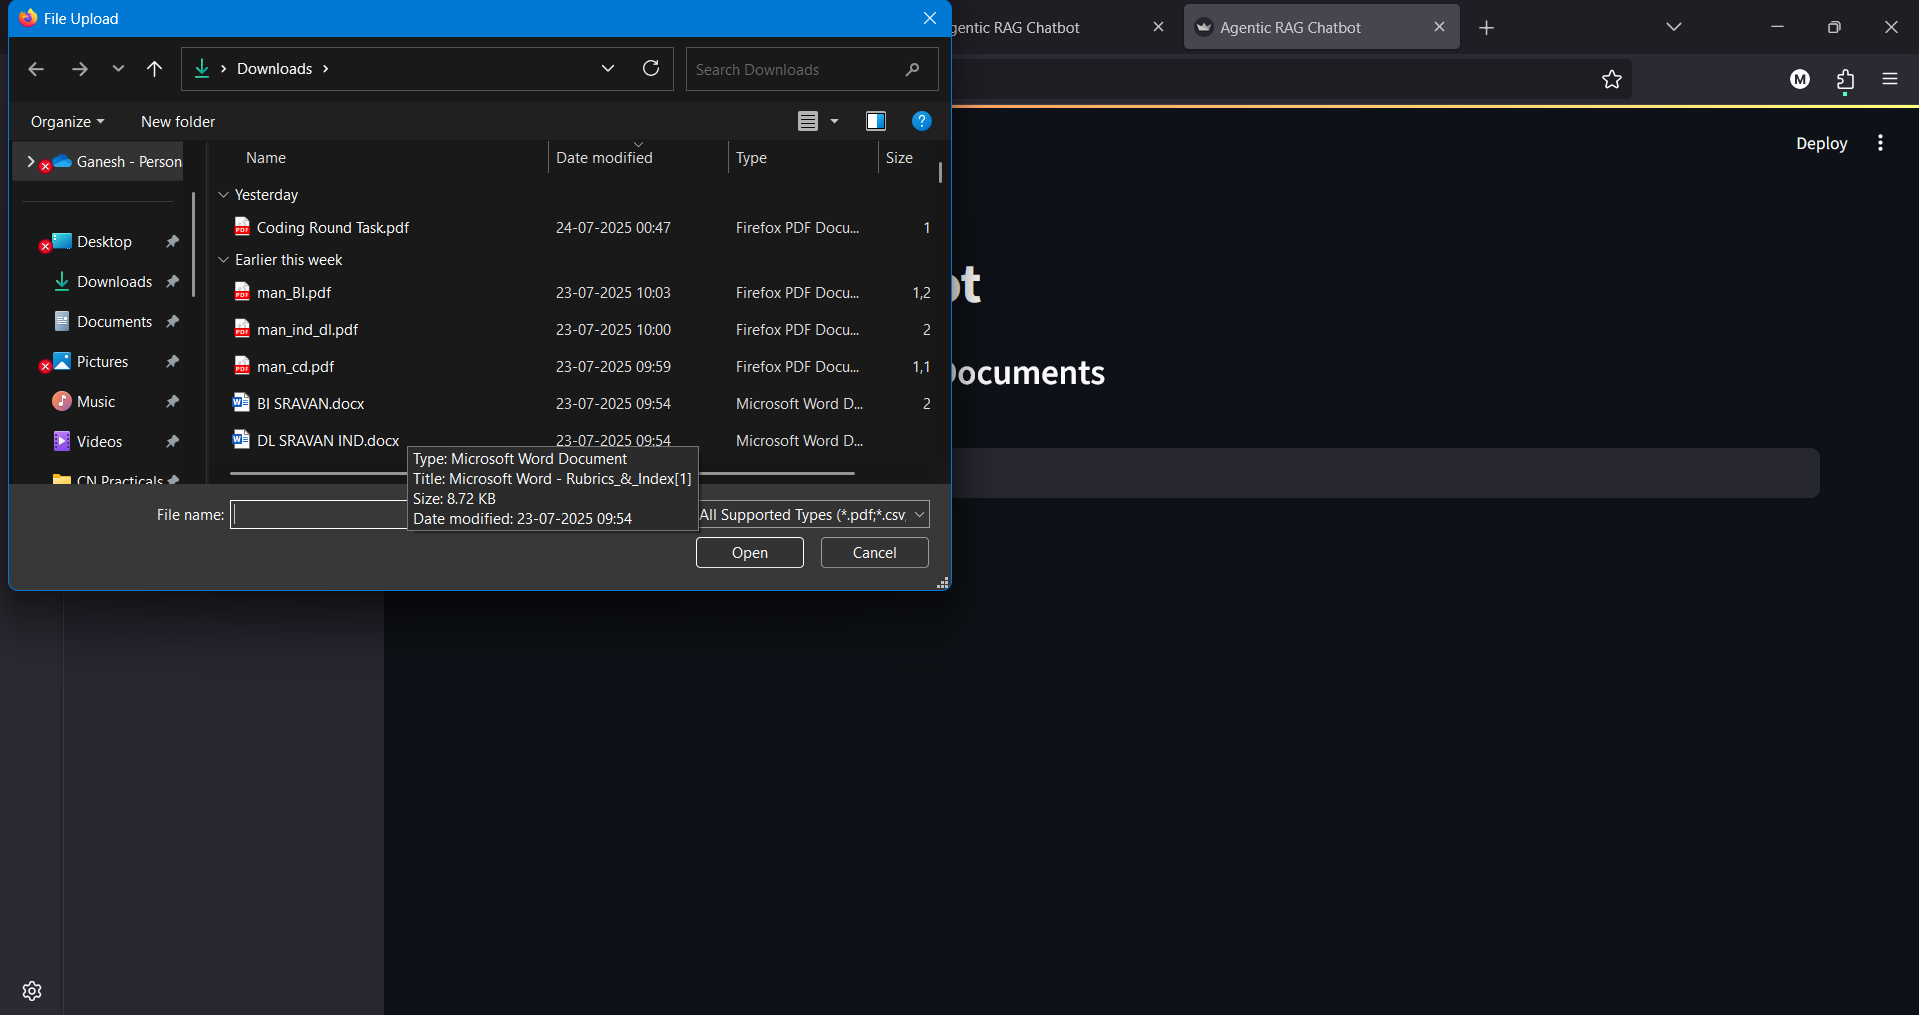 File Upload
gentic RAG Chatbot
Agentic RAG Chatbot
Downloads
Search Downloads
M
Organize
New folder
?
Deploy
Ganesh - Person
Name
Date modified
Type
Size
Yesterday
Coding Round Task.pdf
24-07-2025 00:47
Firefox PDF Docu...
1
Desktop
Earlier this week
Downloads
man_BI.pdf
23-07-2025 10:03
Firefox PDF Docu...
1,2
ot
Documents
man_ind_dl.pdf
23-07-2025 10:00
Firefox PDF Docu...
2
Pictures
man_cd.pdf
23-07-2025 09:59
Firefox PDF Docu...
1,1
Documents
Music
BI SRAVAN.docx
23-07-2025 09:54
Microsoft Word D...
2
Videos
DL SRAVAN IND.docx
23-07-2025 09:54
Microsoft Word D...
CN Practicals
Type: Microsoft Word Document
Title: Microsoft Word - Rubrics_&_Index[1]
Size: 8.72 KB
Date modified: 23-07-2025 09:54
File name:
All Supported Types (*.pdf;*.csv;
Open
Cancel